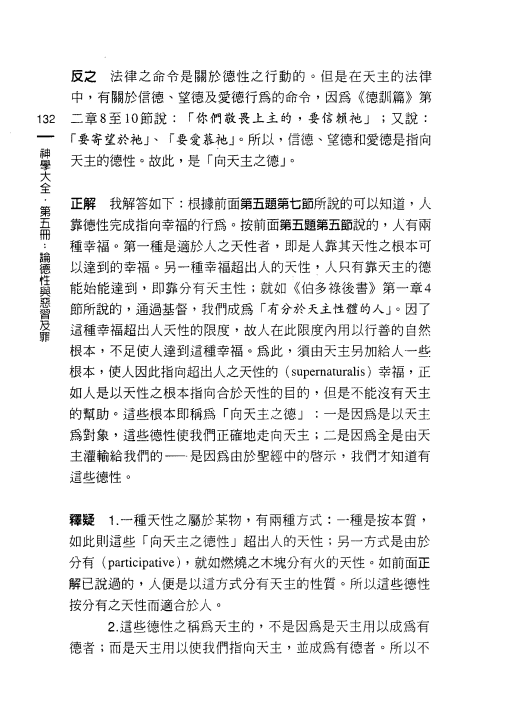 132
神學大全．第五冊：論德性與惡習及罪
反之　法律之命令是關於德性之行動的。但是在天主的法律
中，有關於信德、望德及愛德行爲的命令，因爲《德訓篇》第
二章8至10節說：「你們敬畏上主的，要信賴祂」；又說：
「要寄望於祂」、「要愛慕祂」。所以，信德、望德和愛德是指向
天主的德性。故此，是「向天主之德」。
正解　我解答如下：根據前面第五題第七節所說的可以知道，人
靠德性完成指向幸福的行爲。按前面第五題第五節說的，人有兩
種幸福。第一種是適於人之天性者，即是人靠其天性之根本可
以達到的幸福。另一種幸福超出人的天性，人只有靠天主的德
能始能達到，即靠分有天主性；就如《伯多祿後書》第一章4
節所說的，通過基督，我們成爲「有分於天主性體的人」。因了
這種幸福超出人天性的限度，故人在此限度內用以行善的自然
根本，不足使人達到這種幸福。爲此，須由天主另加給人一些
根本，使人因此指向超出人之天性的（supernaturalis）幸福，正
如人是以天性之根本指向合於天性的目的，但是不能沒有天主
的幫助。這些根本即稱爲「向天主之德」：一是因爲是以天主
爲對象，這些德性使我們正確地走向天主；二是因爲全是由天
主灌輸給我們的──是因爲由於聖經中的啓示，我們才知道有
這些德性。
釋疑　1.一種天性之屬於某物，有兩種方式：一種是按本質，
如此則這些「向天主之德性」超出人的天性；另一方式是由於
分有（participative），就如燃燒之木塊分有火的天性。如前面正
解已說過的，人便是以這方式分有天主的性質。所以這些德性
按分有之天性而適合於人。
2.這些德性之稱爲天主的，不是因爲是天主用以成爲有
德者；而是天主用以使我們指向天主，並成爲有德者。所以不